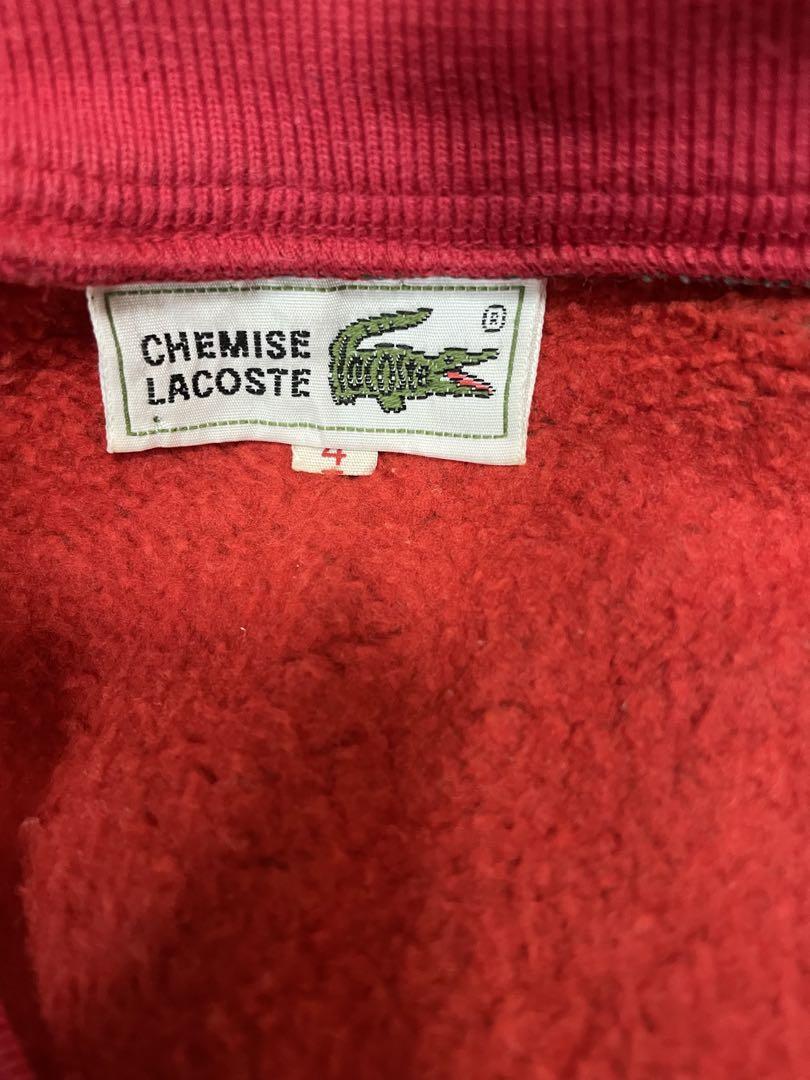 CHEMISE
LACOSTE
lacoste
®
4